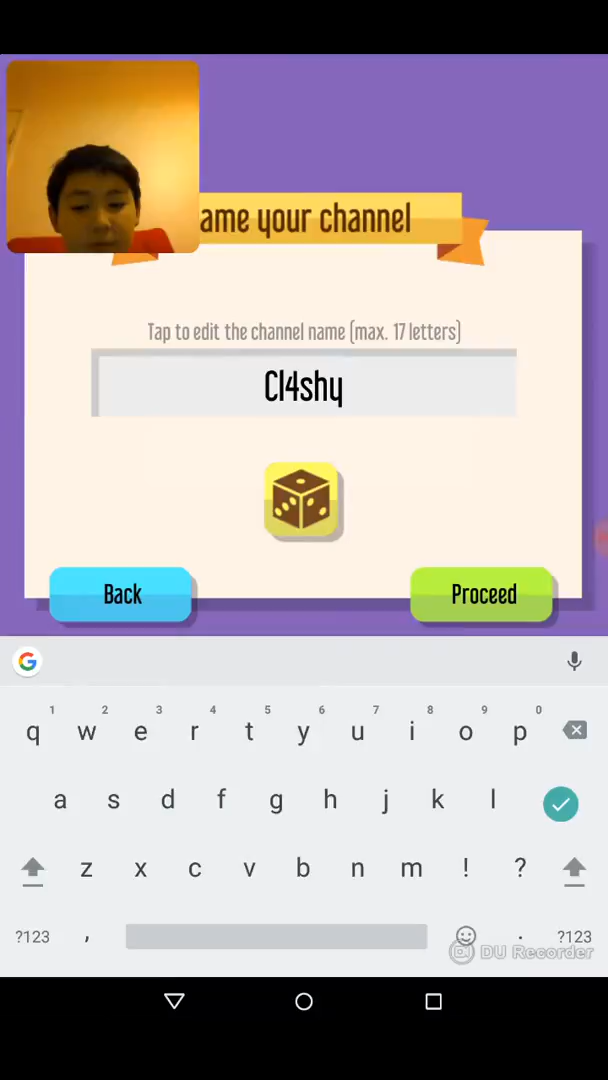 ame your channel
Tap to edit the channel name (max. 17 letters)
Cl4shy
Back
Proceed
G
1 2 3 4 5 6 7 8 9 0
q w e r t y u i o p
a s d f g h j k l
z x c v b n m ! ?
?123 , . ?123
DU Recorder